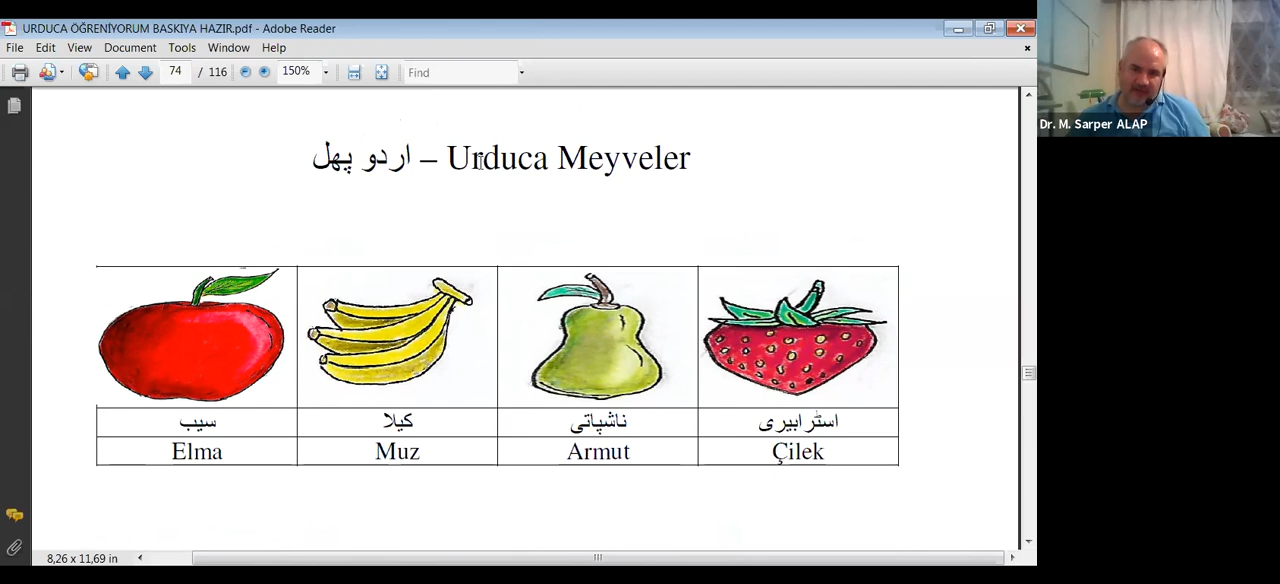 URDUCA ÖĞRENİYORUM BASKIYA HAZIR.pdf - Adobe Reader
File Edit View Document Tools Window Help
74 / 116 150% Find
Dr. M. Sarper ALAP
اردو پھل – Urduca Meyveler
سیب
کیلا
ناشپاتی
اسٹرابیری
Elma
Muz
Armut
Çilek
8,26 x 11,69 in